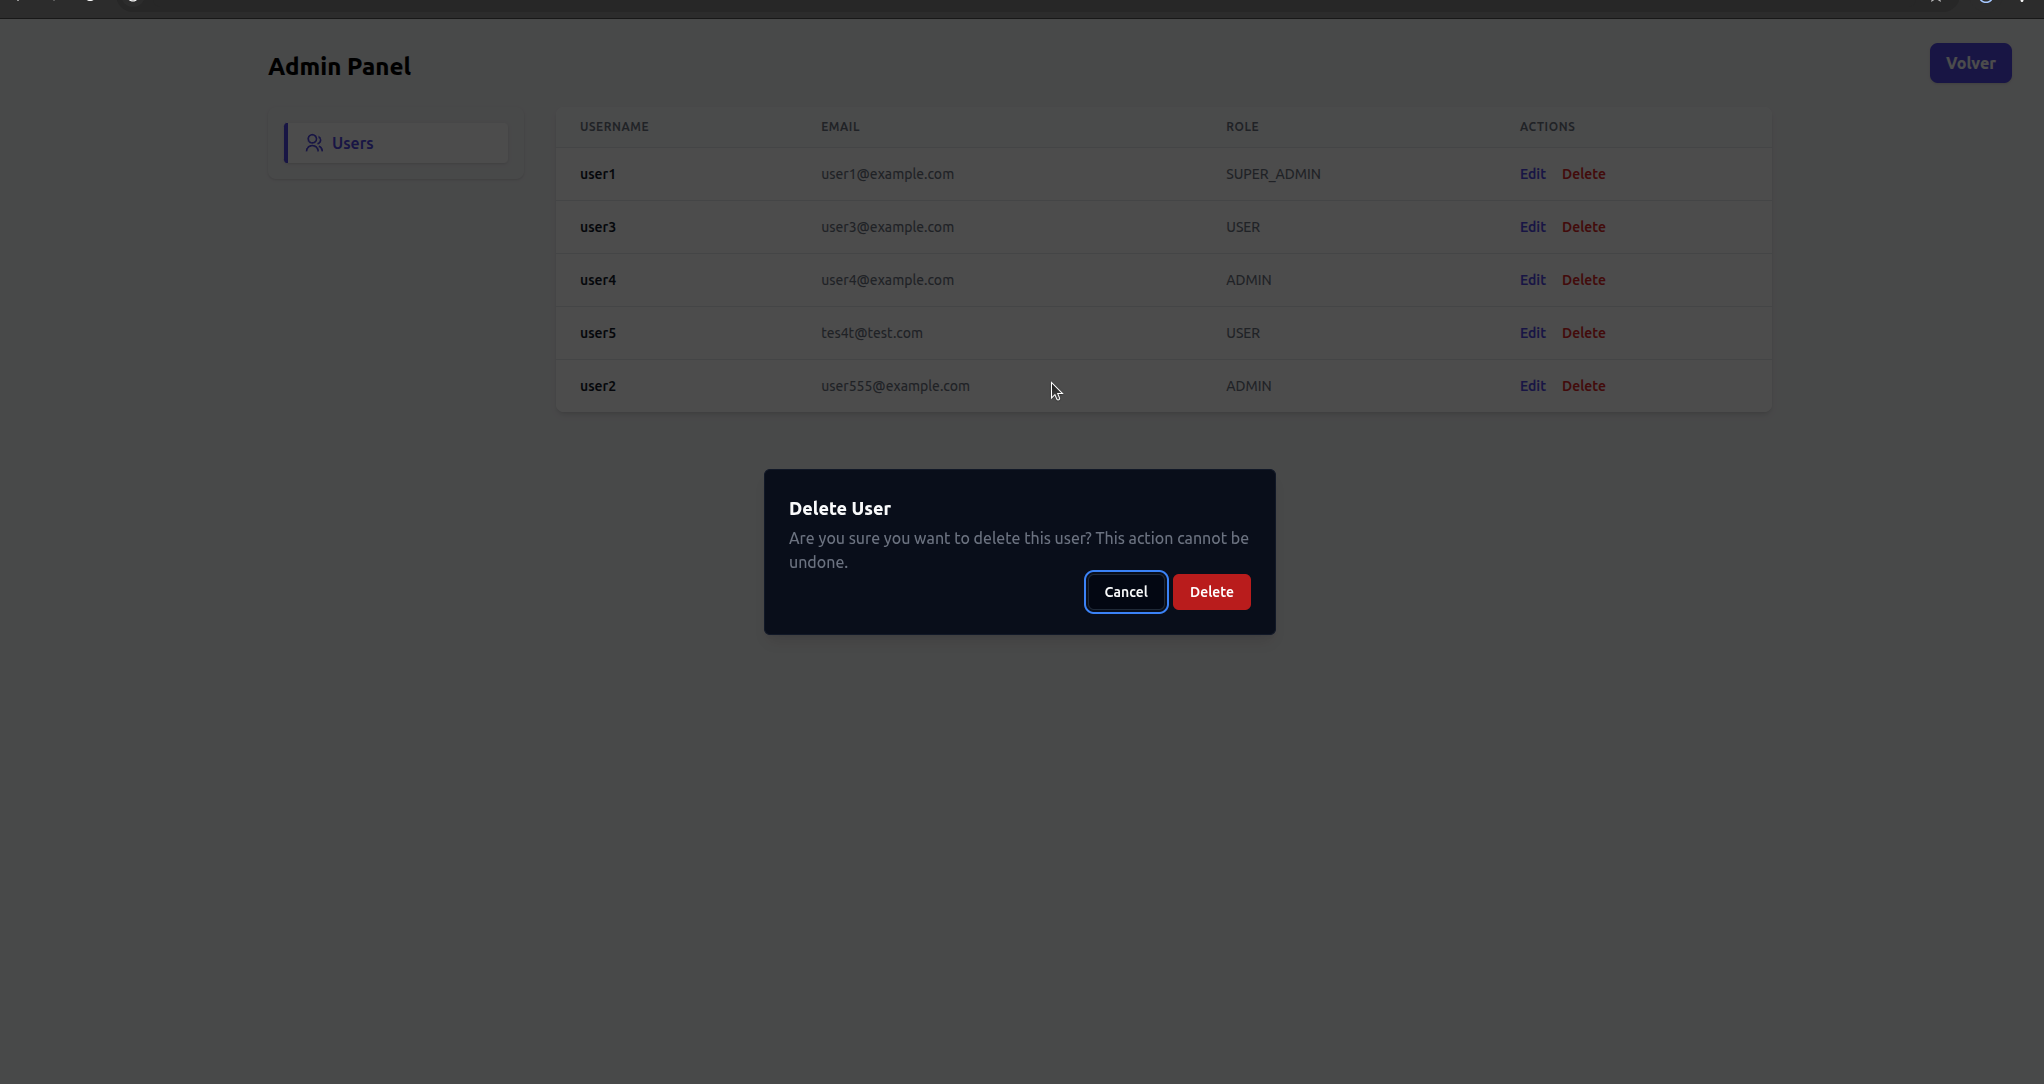 Admin Panel
Volver
Users
USERNAME EMAIL ROLE ACTIONS
user1 user1@example.com SUPER_ADMIN Edit Delete
user3 user3@example.com USER Edit Delete
user4 user4@example.com ADMIN Edit Delete
user5 tes4t@test.com USER Edit Delete
user2 user555@example.com ADMIN Edit Delete
Delete User
Are you sure you want to delete this user? This action cannot be
undone.
Cancel Delete